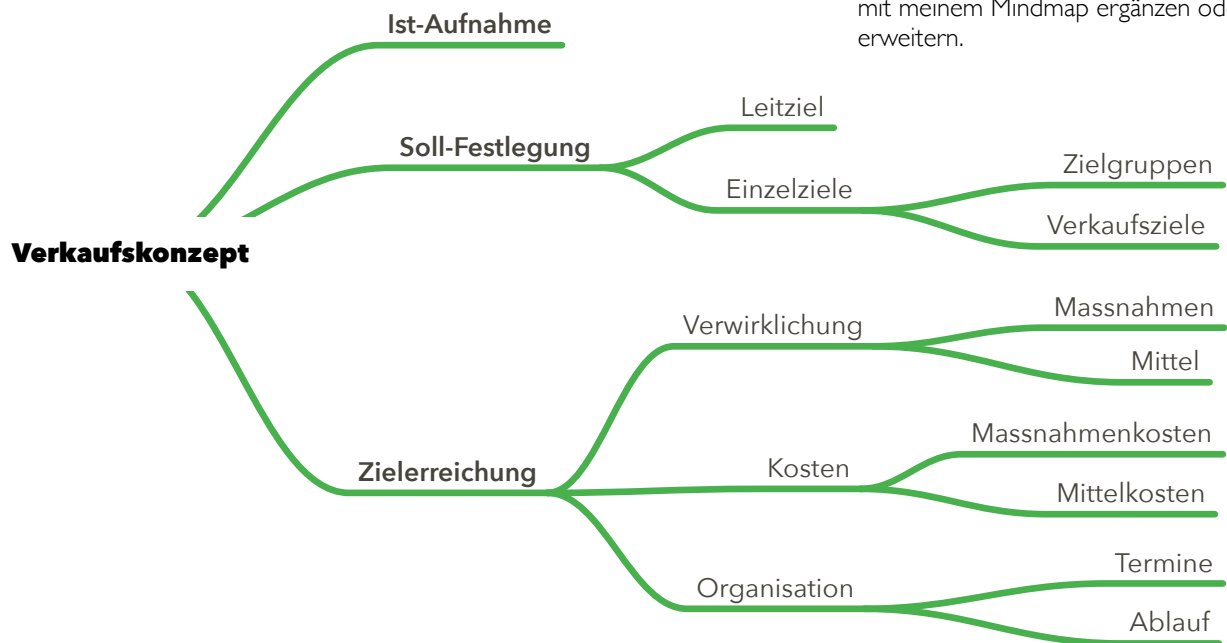 mit meinem Mindmap ergänzen od
erweitern.
Ist-Aufnahme
Leitziel
Soll-Festlegung
Zielgruppen
Einzelziele
Verkaufsziele
Verkaufskonzept
Massnahmen
Verwirklichung
Mittel
Massnahmenkosten
Kosten
Zielerreichung
Mittelkosten
Termine
Organisation
Ablauf